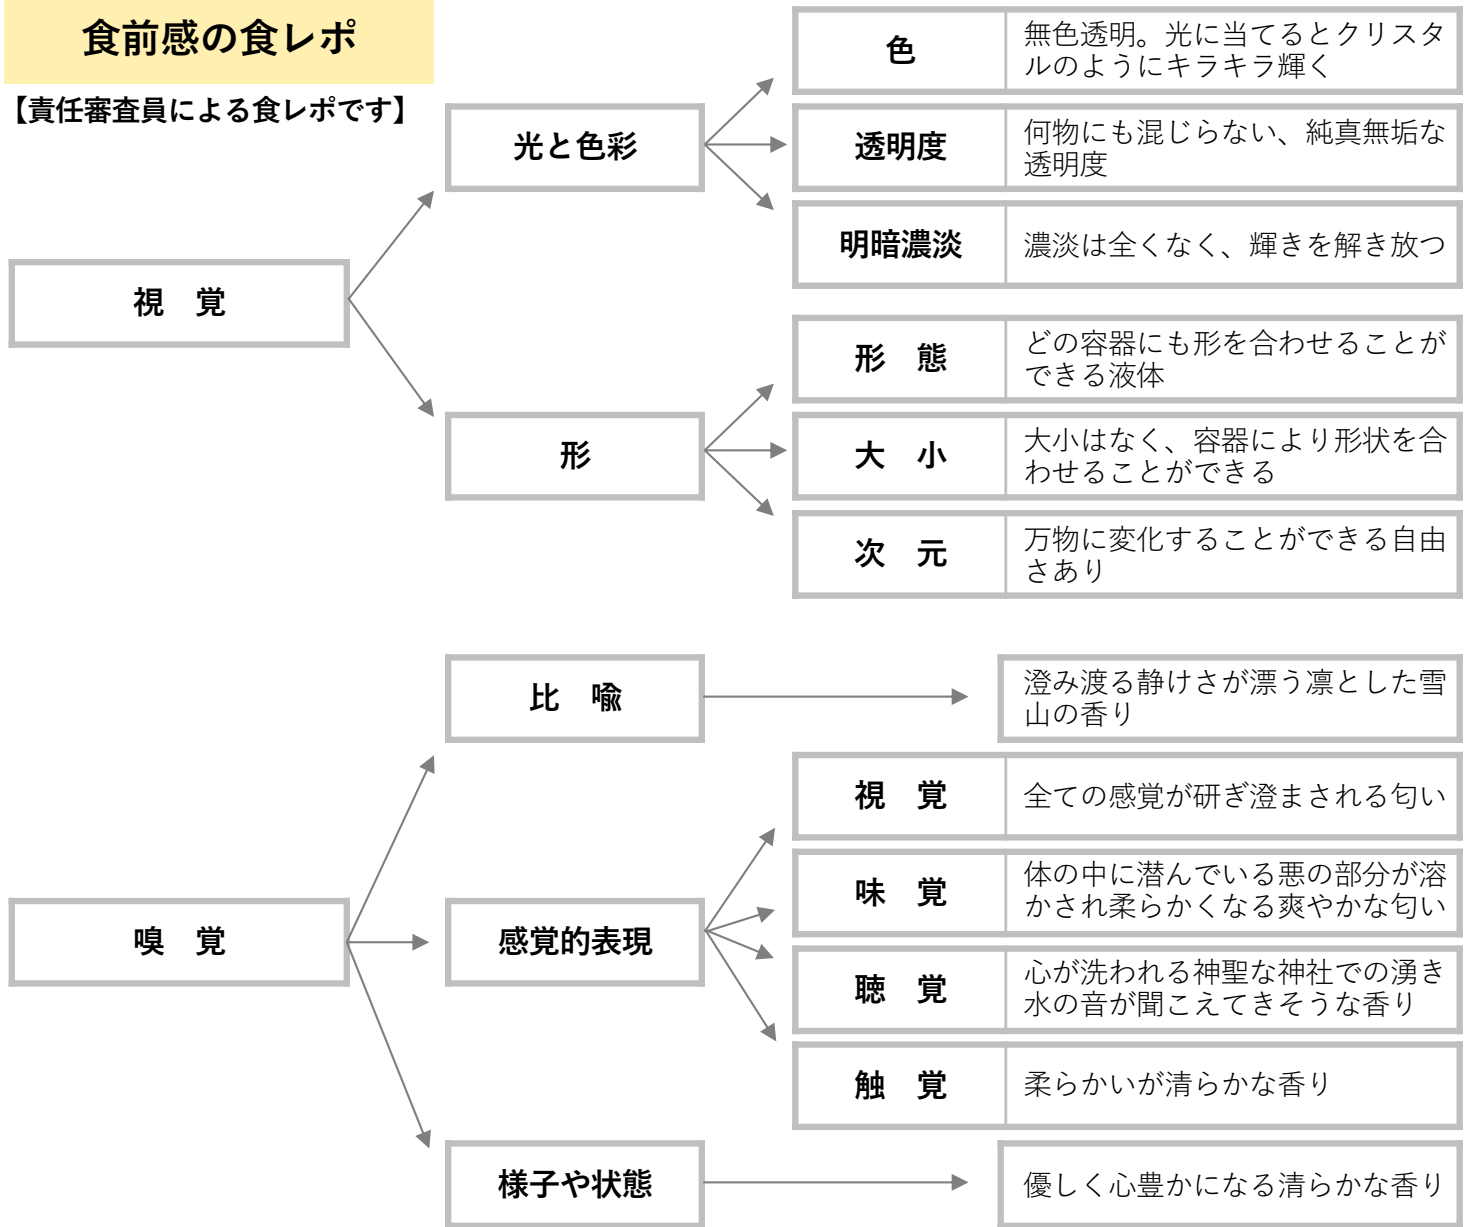 食前感の食レポ
【責任審査員による食レポです】
視　覚
光と色彩
色
無色透明。光に当てるとクリスタ
ルのようにキラキラ輝く
透明度
何物にも混じらない、純真無垢な
透明度
明暗濃淡
濃淡は全くなく、輝きを解き放つ
形
形　態
どの容器にも形を合わせることが
できる液体
大　小
大小はなく、容器により形状を合
わせることができる
次　元
万物に変化することができる自由
さあり
嗅　覚
比　喩
澄み渡る静けさが漂う凛とした雪
山の香り
感覚的表現
視　覚
全ての感覚が研ぎ澄まされる匂い
味　覚
体の中に潜んでいる悪の部分が溶
かされ柔らかくなる爽やかな匂い
聴　覚
心が洗われる神聖な神社での湧き
水の音が聞こえてきそうな香り
触　覚
柔らかいが清らかな香り
様子や状態
優しく心豊かになる清らかな香り